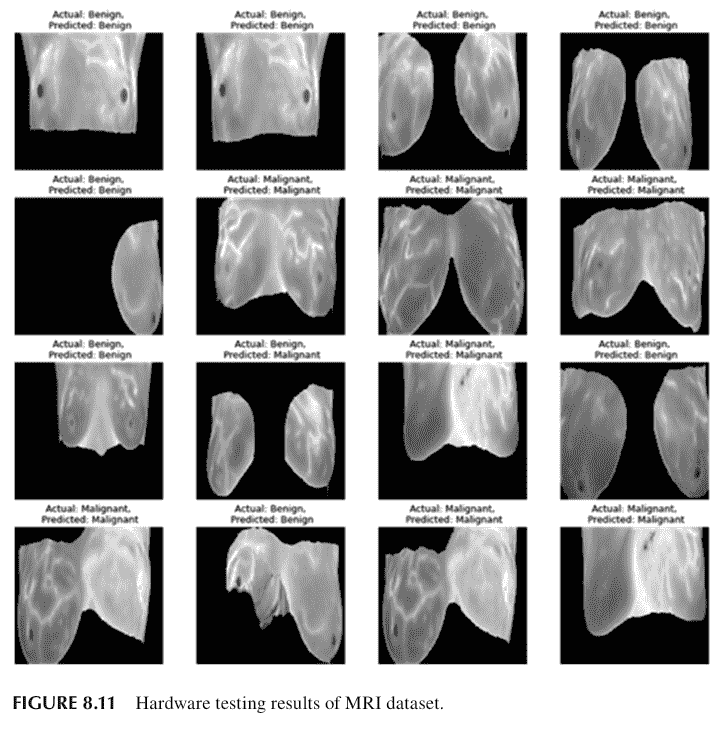 Actual: Benign,
Predicted: Benign
Actual: Benign,
Predicted: Benign
Actual: Benign,
Predicted: Benign
Actual: Benign,
Predicted: Benign
Actual: Benign,
Predicted: Benign
Actual: Malignant,
Predicted: Malignant
Actual: Malignant,
Predicted: Malignant
Actual: Malignant,
Predicted: Malignant
Actual: Benign,
Predicted: Benign
Actual: Benign,
Predicted: Malignant
Actual: Malignant,
Predicted: Malignant
Actual: Benign,
Predicted: Benign
Actual: Malignant,
Predicted: Malignant
Actual: Benign,
Predicted: Benign
Actual: Malignant,
Predicted: Malignant
Actual: Malignant,
Predicted: Malignant
FIGURE 8.11 Hardware testing results of MRI dataset.